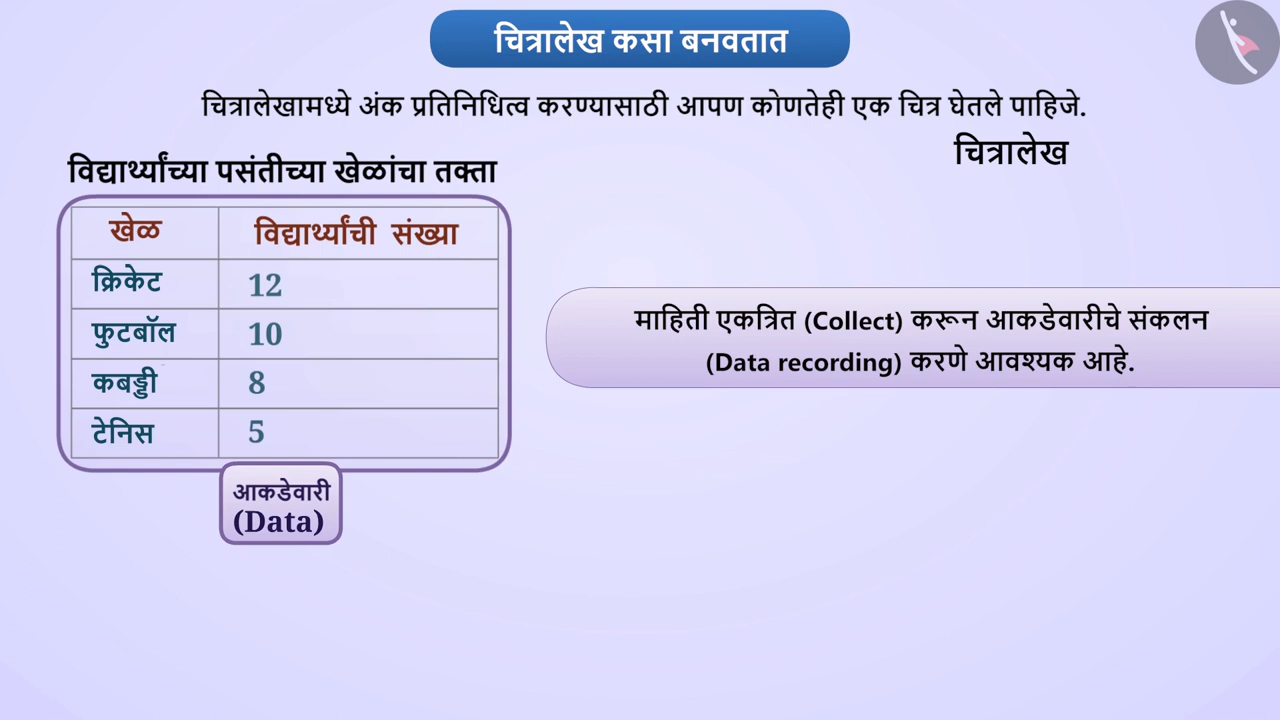 चित्रालेख कसा बनवतात
चित्रालेखामध्ये अंक प्रतिनिधित्व करण्यासाठी आपण कोणतेही एक चित्र घेतले पाहिजे.
चित्रालेख
विद्यार्थ्यांच्या पसंतीच्या खेळांचा तक्ता
खेळ विद्यार्थ्यांची संख्या
क्रिकेट 12
फुटबॉल 10
कबड्डी 8
टेनिस 5
आकडेवारी
(Data)
माहिती एकत्रित (Collect) करून आकडेवारीचे संकलन
(Data recording) करणे आवश्यक आहे.